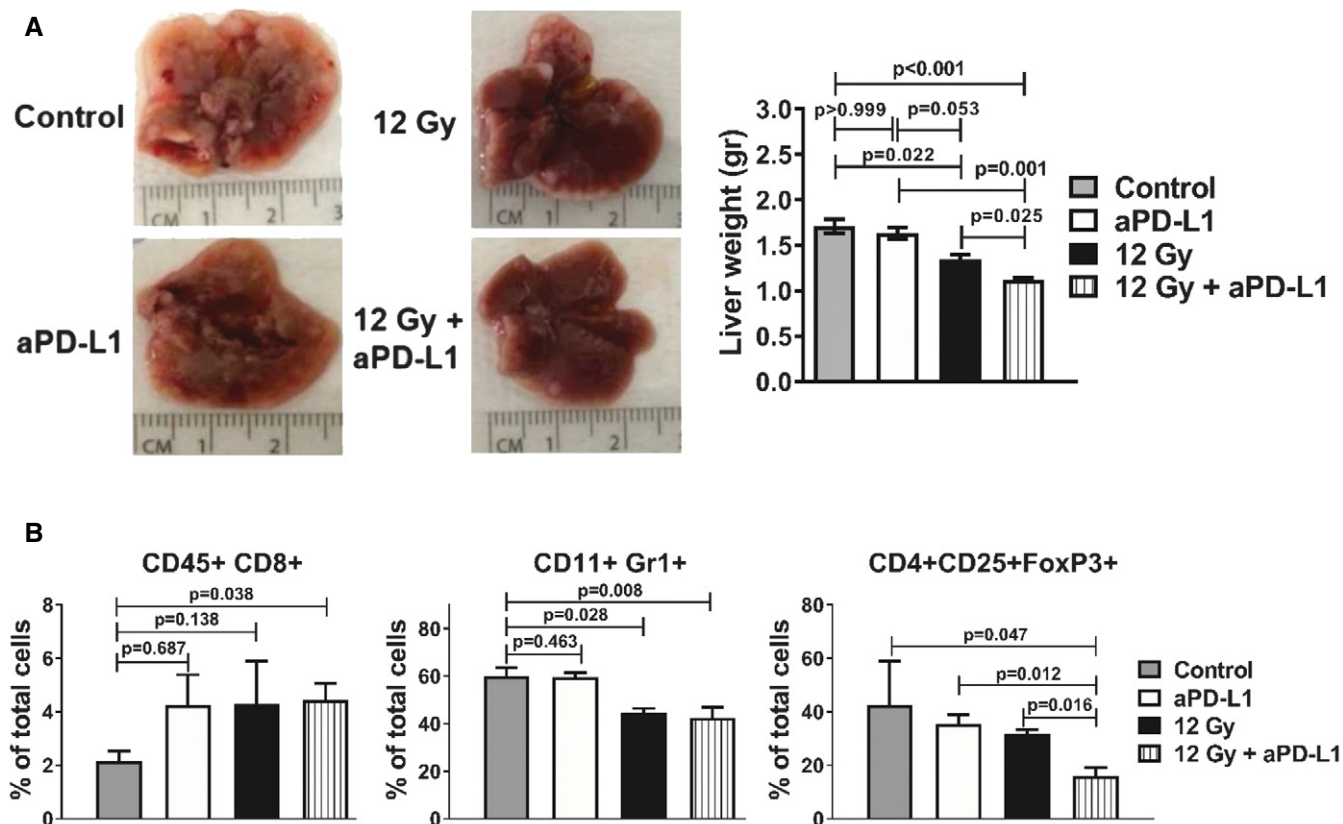 A
Control
CM 1 2 3
12 Gy
CM 1 2 3
aPD-L1
CM 1 2
12 Gy +
aPD-L1
CM 1 2
Liver weight (gr)
3.0
2.5
2.0
1.5
1.0
0.5
0.0
p<0.001
p>0.999
p=0.053
p=0.022
p=0.001
p=0.025
Control
aPD-L1
12 Gy
12 Gy + aPD-L1
B
CD45+ CD8+
% of total cells
8
6
4
2
0
p=0.038
p=0.138
p=0.687
CD11+ Gr1+
% of total cells
80
60
40
20
0
p=0.008
p=0.028
p=0.463
CD4+CD25+FoxP3+
% of total cells
80
60
40
20
0
p=0.047
p=0.012
p=0.016
Control
aPD-L1
12 Gy
12 Gy + aPD-L1